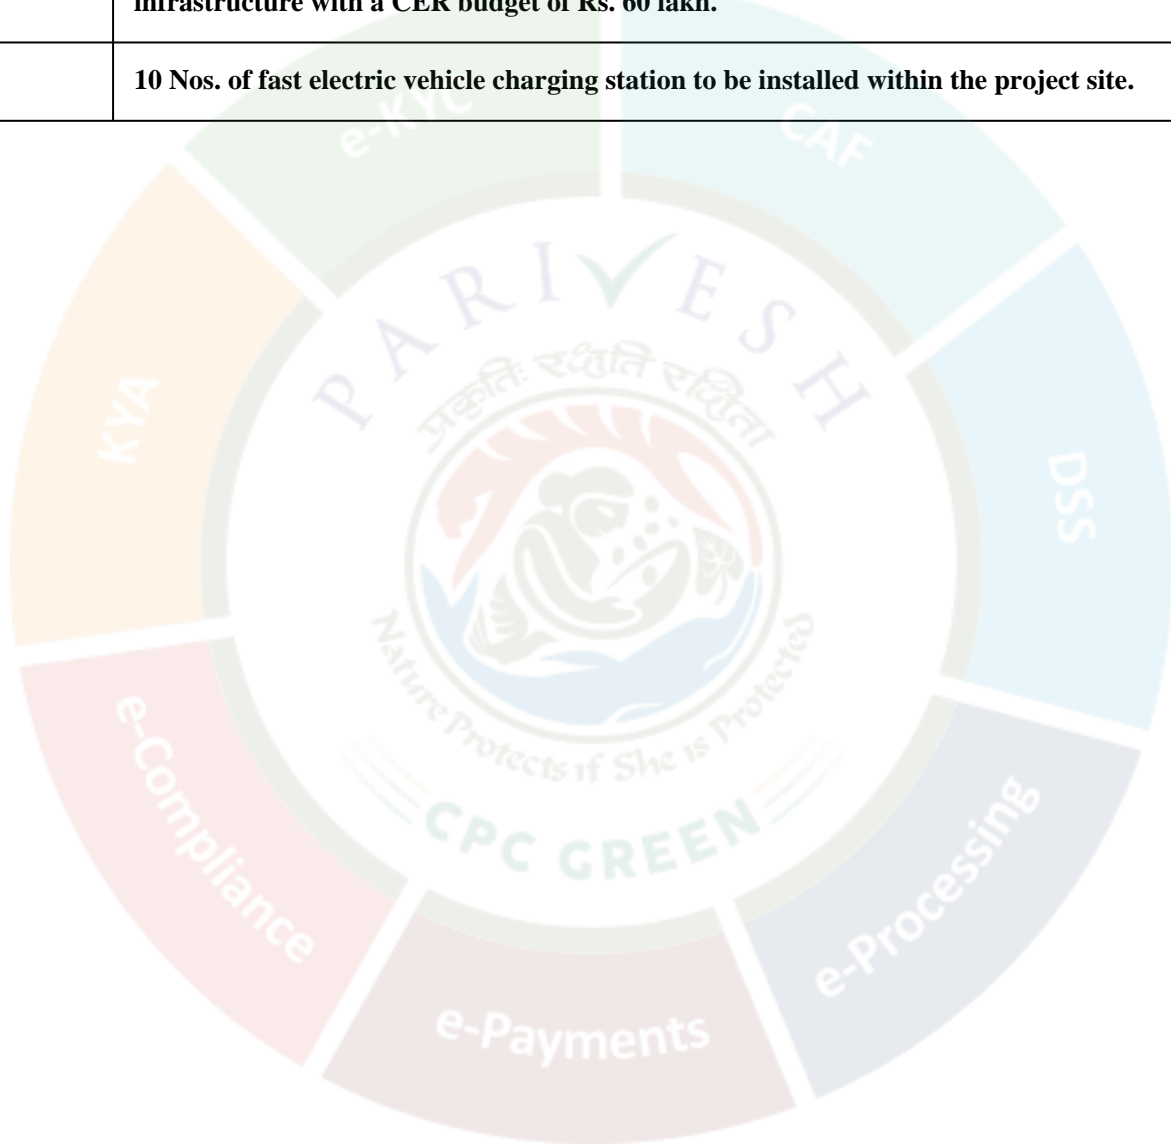 infrastructure with a CER budget of Rs. 60 lakh.
10 Nos. of fast electric vehicle charging station to be installed within the project site.
e-KYC
CAF
KYA
DSS
PARIVESH
प्रकृतिः रक्षति रक्षिता
Nature Protects if She is Protected
CPC GREEN
e-Compliance
e-Processing
e-Payments